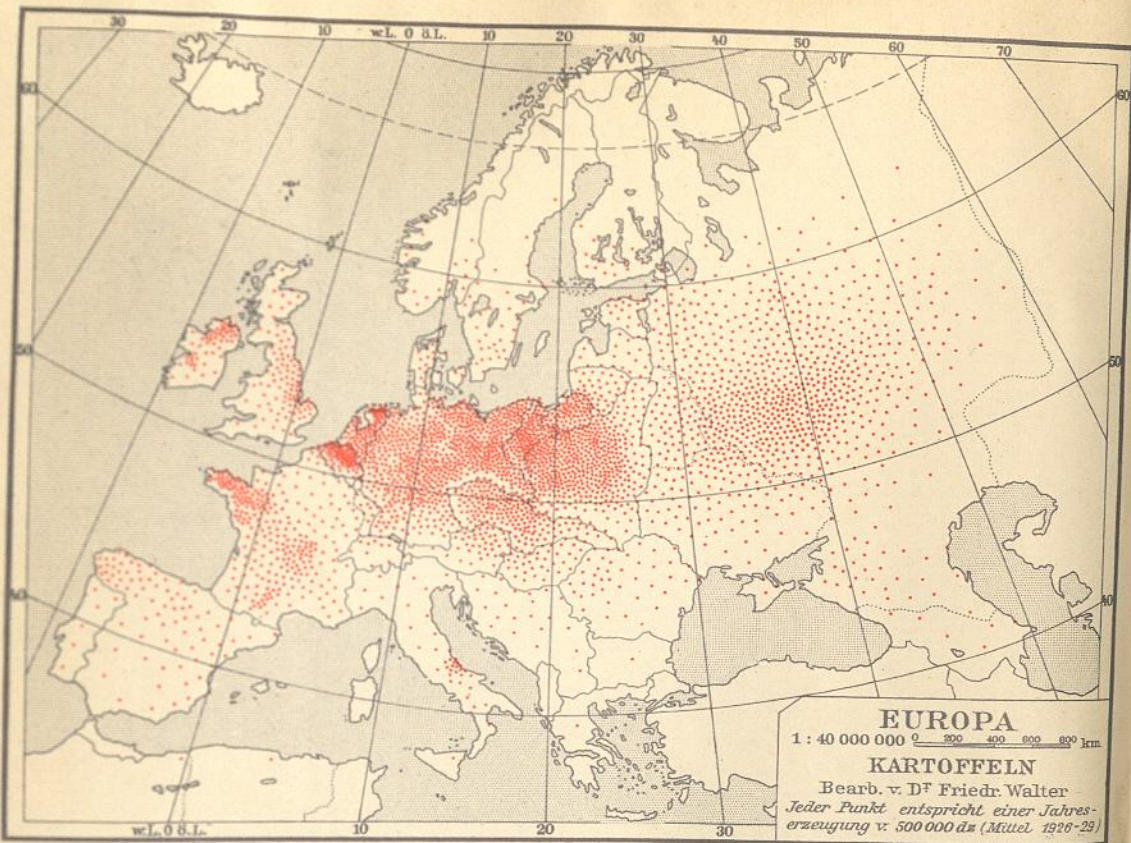 30 20 10 w.L. 0 ö.L. 10 20 30 40 50 60 70
60 60
50 50
40 40
EUROPA
1 : 40 000 000 0 200 400 600 800 km
KARTOFFELN
Bearb. v. Dr Friedr. Walter
Jeder Punkt entspricht einer Jahres-
erzeugung v. 500 000 dz (Mittel 1926-29)
w.L. 0 ö.L. 10 20 30